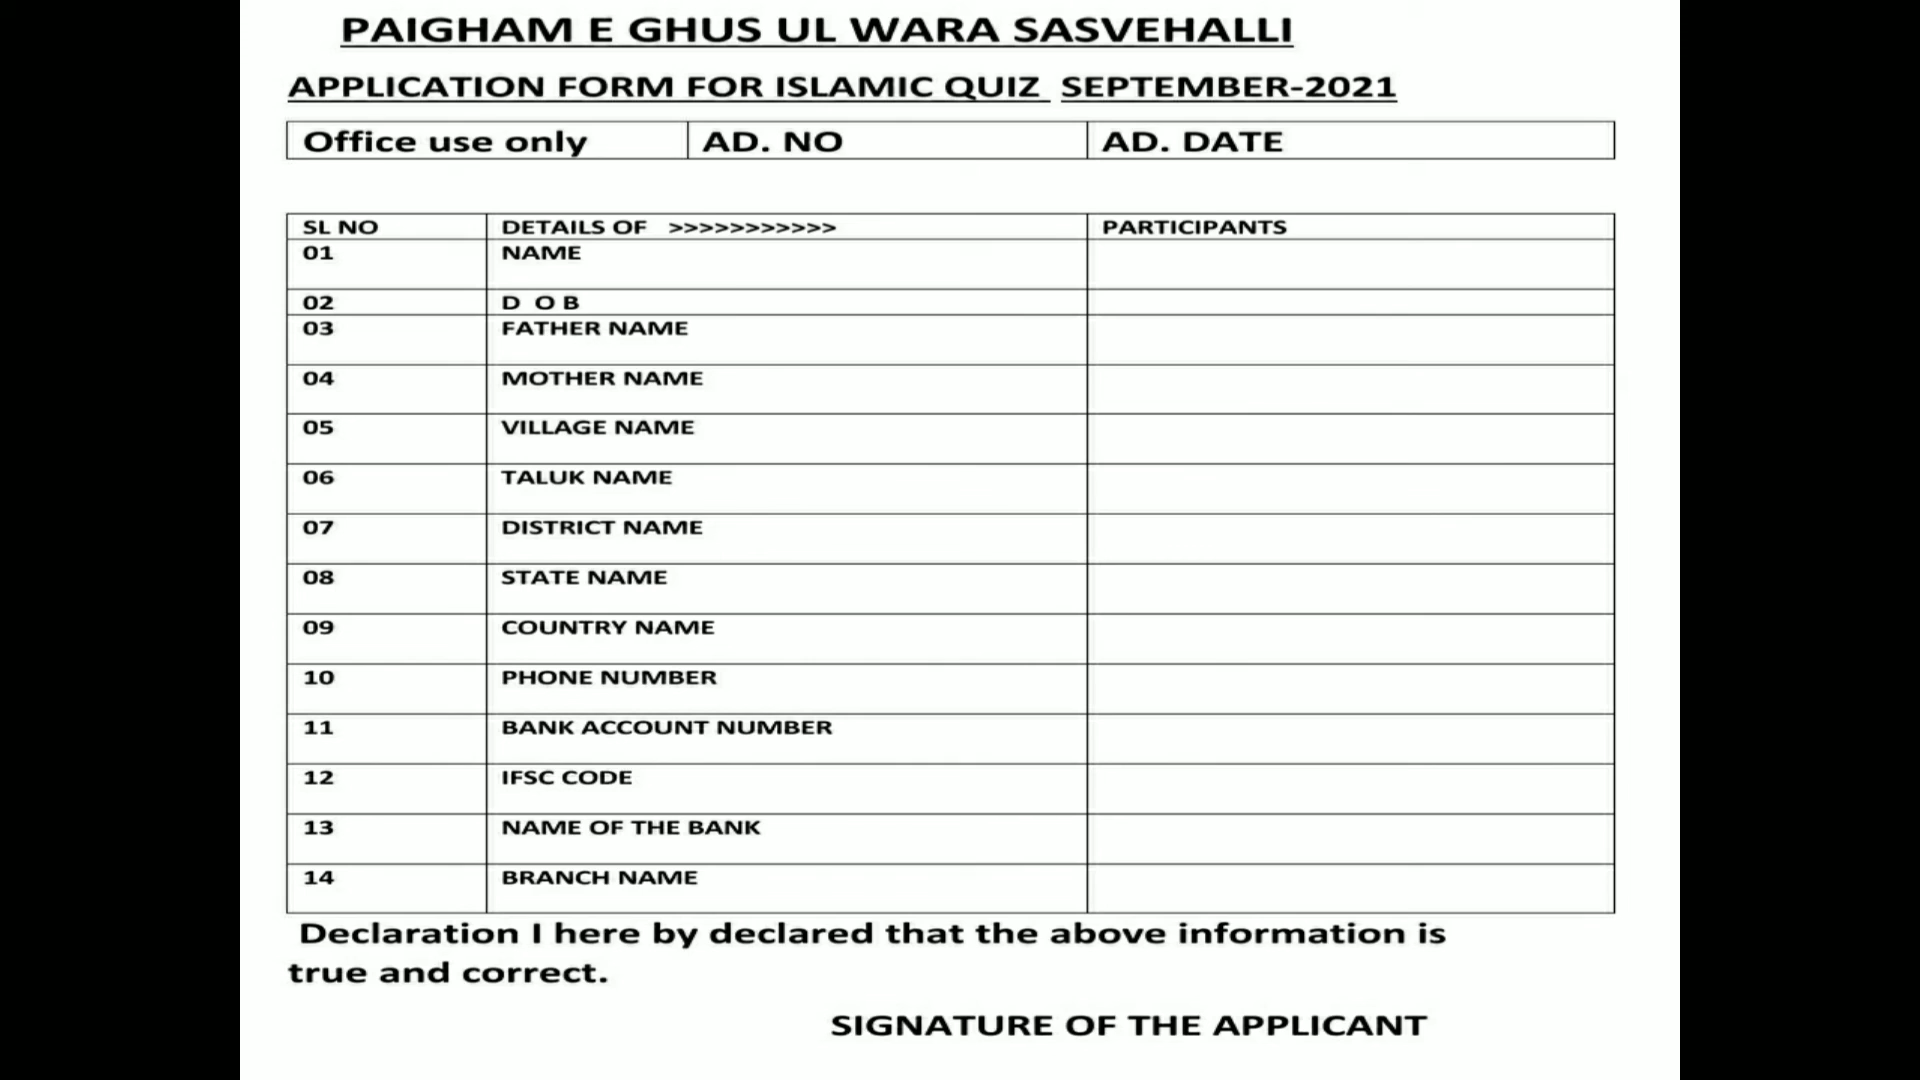 PAIGHAM E GHUS UL WARA SASVEHALLI
APPLICATION FORM FOR ISLAMIC QUIZ SEPTEMBER-2021
Office use only AD. NO AD. DATE
SL NO DETAILS OF >>>>>>>>>>> PARTICIPANTS
01 NAME
02 D O B
03 FATHER NAME
04 MOTHER NAME
05 VILLAGE NAME
06 TALUK NAME
07 DISTRICT NAME
08 STATE NAME
09 COUNTRY NAME
10 PHONE NUMBER
11 BANK ACCOUNT NUMBER
12 IFSC CODE
13 NAME OF THE BANK
14 BRANCH NAME
Declaration I here by declared that the above information is
true and correct.
SIGNATURE OF THE APPLICANT